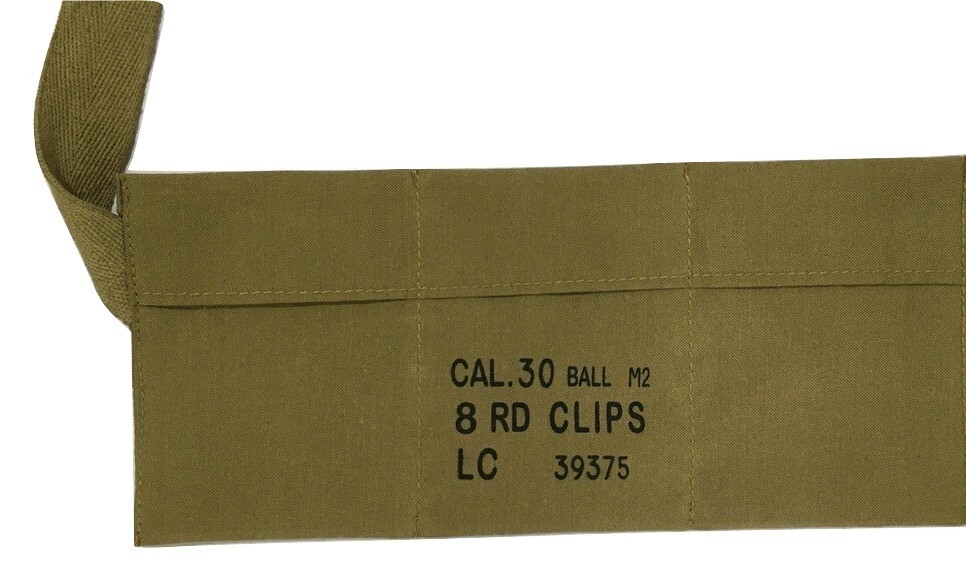 CAL.30 BALL M2
8 RD CLIPS
LC 39375